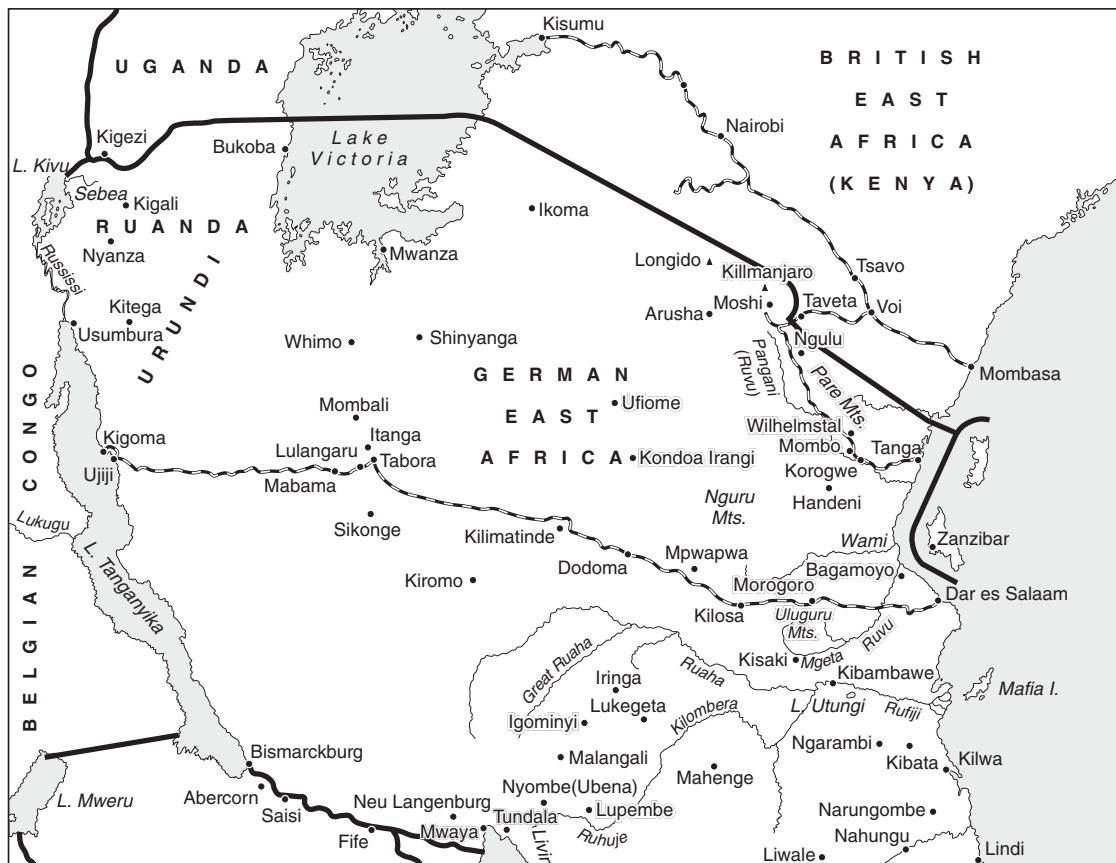 Kisumu
UGANDA
BRITISH
EAST
AFRICA
(KENYA)
Nairobi
Kigezi
Bukoba
Lake
Victoria
L. Kivu
Sebea
Kigali
RUANDA
Nyanza
Ikoma
Mwanza
Russissi
Longido
Killmanjaro
Tsavo
Kitega
Usumbura
URUNDI
Arusha
Moshi
Taveta
Voi
Whimo
Shinyanga
Ngulu
Pangani
(Ruvu)
Pare Mts.
Mombasa
GERMAN
EAST
AFRICA
Ufiome
BELGIAN CONGO
Mombali
Itanga
Wilhelmstal
Mombo
Tanga
Kigoma
Ujiji
Lulangaru
Tabora
Mabama
Kondoa Irangi
Korogwe
Handeni
Nguru
Mts.
Lukugu
Sikonge
Kilimatinde
Wami
Zanzibar
L. Tanganyika
Kiromo
Dodoma
Mpwapwa
Bagamoyo
Morogoro
Dar es Salaam
Kilosa
Uluguru
Mts.
Ruvu
Great Ruaha
Ruaha
Kisaki
Mgeta
Kibambawe
Mafia I.
Iringa
Lukegeta
L. Utungi
Rufiji
Igominyi
Kilombera
Ngarambi
Kibata
Kilwa
Bismarckburg
Malangali
Mahenge
L. Mweru
Abercorn
Saisi
Neu Langenburg
Nyombe(Ubena)
Lupembe
Narungombe
Fife
Mwaya
Tundala
Livin
Ruhuje
Nahungu
Liwale
Lindi